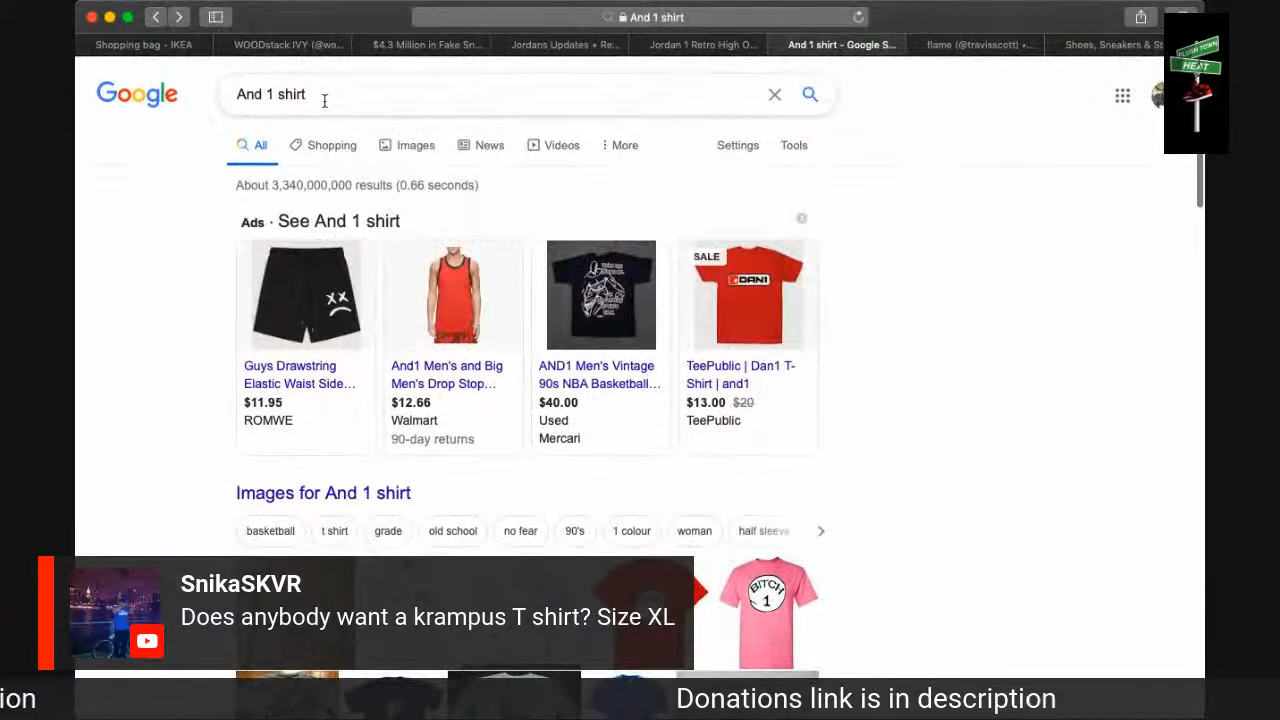 And 1 shirt
Shopping bag - IKEA
WOODstack IVY (@wo...
$4.3 Million in Fake Sn...
Jordans Updates + Re...
Jordan 1 Retro High O...
And 1 shirt - Google S...
flame (@travisscott) •...
Shoes, Sneakers & St
FLUSH TOWN
HEAT
Google
And 1 shirt
All
Shopping
Images
News
Videos
More
Settings
Tools
About 3,340,000,000 results (0.66 seconds)
Ads · See And 1 shirt
SALE
DAN1
Guys Drawstring
Elastic Waist Side...
$11.95
ROMWE
And1 Men's and Big
Men's Drop Stop...
$12.66
Walmart
90-day returns
AND1 Men's Vintage
90s NBA Basketball...
$40.00
Used
Mercari
TeePublic | Dan1 T-
Shirt | and1
$13.00 $20
TeePublic
Images for And 1 shirt
basketball
t shirt
grade
old school
no fear
90's
1 colour
woman
half sleeve
BITCH
1
SnikaSKVR
Does anybody want a krampus T shirt? Size XL
ion
Donations link is in description